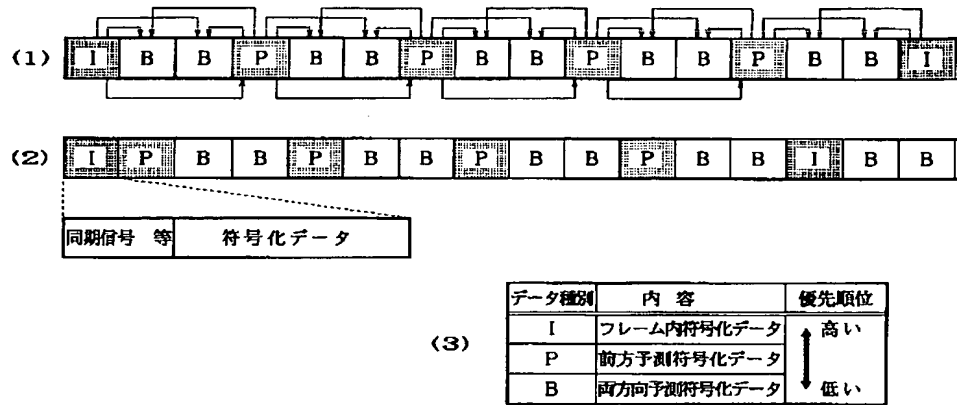 (1) I B B P B B P B B P B B P B B I
(2) I P B B P B B P B B P B B I B B
同期信号 等 符号化データ
データ種別 内 容 優先順位
I フレーム内符号化データ 高い
(3)
P 前方予測符号化データ
B 両方向予測符号化データ 低い